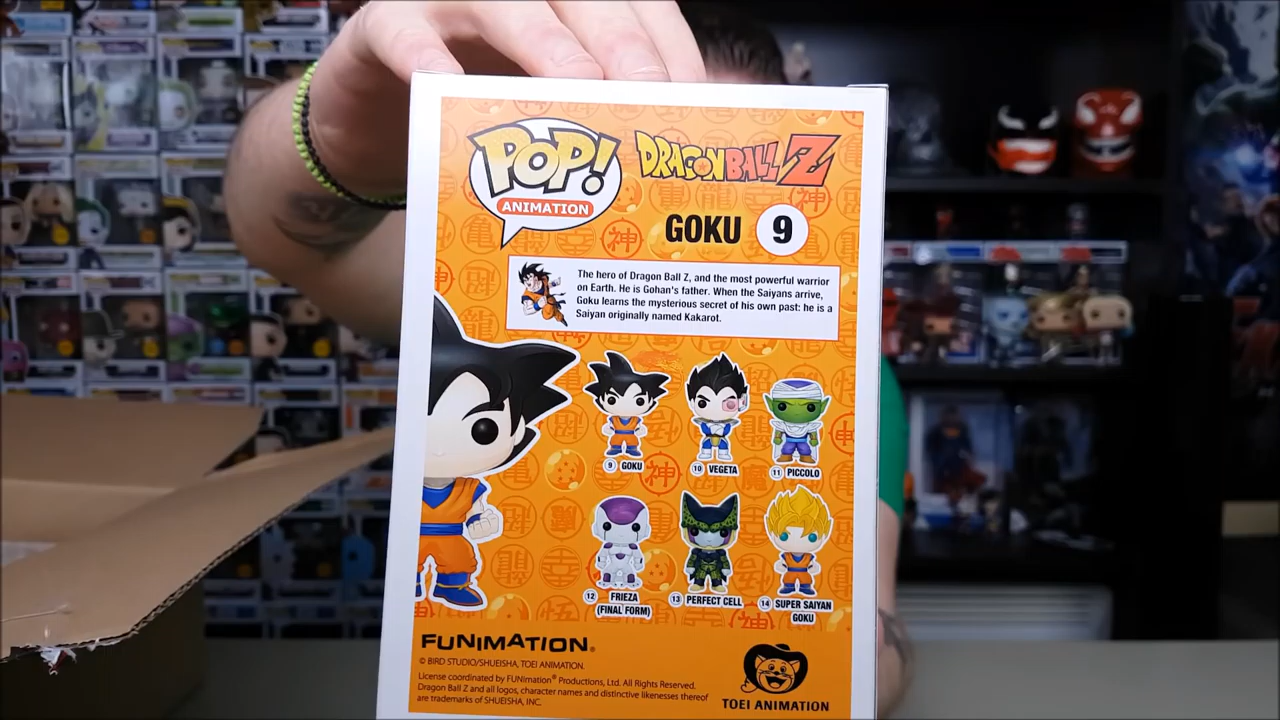 POP!
ANIMATION
DRAGONBALL Z
GOKU 9
The hero of Dragon Ball Z, and the most powerful warrior
on Earth. He is Gohan's father. When the Saiyans arrive,
Goku learns the mysterious secret of his own past: he is a
Saiyan originally named Kakarot.
9 GOKU
10 VEGETA
11 PICCOLO
12 FRIEZA
(FINAL FORM)
13 PERFECT CELL
14 SUPER SAIYAN
GOKU
FUNIMATION®
© BIRD STUDIO/SHUEISHA, TOEI ANIMATION.
License coordinated by FUNimation® Productions, Ltd. All Rights Reserved.
Dragon Ball Z and all logos, character names and distinctive likenesses thereof
are trademarks of SHUEISHA, INC.
TOEI ANIMATION